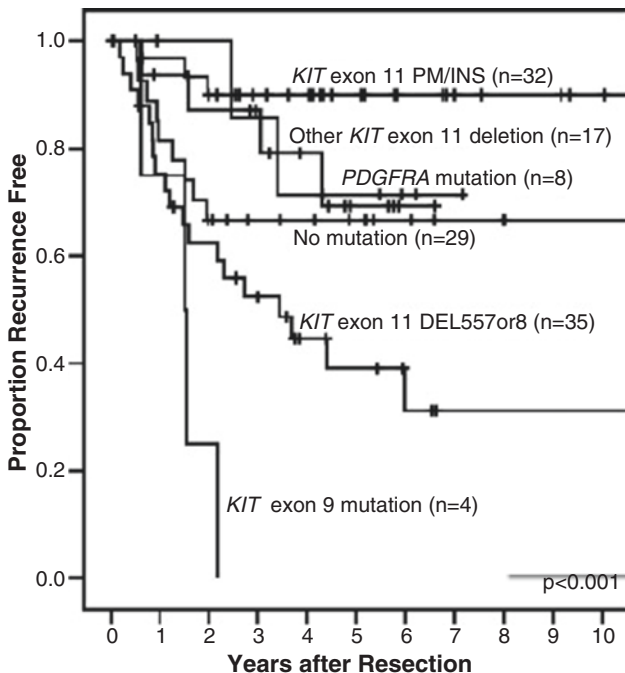 Proportion Recurrence Free
1.0
0.8
0.6
0.4
0.2
0.0
KIT exon 11 PM/INS (n=32)
Other KIT exon 11 deletion (n=17)
PDGFRA mutation (n=8)
No mutation (n=29)
KIT exon 11 DEL557or8 (n=35)
KIT exon 9 mutation (n=4)
p<0.001
0 1 2 3 4 5 6 7 8 9 10
Years after Resection